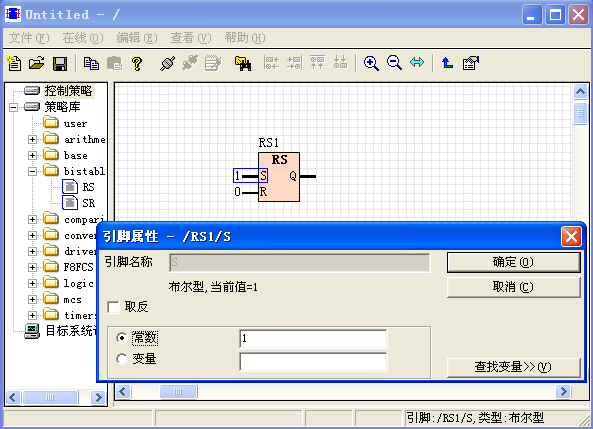 Untitled - /
文件(F) 在线(O) 编辑(E) 查看(V) 帮助(H)
控制策略
策略库
user
arithme
base
bistabl
RS
SR
compari
conver
driver
F8FCS
logic
mcs
timers
目标系统
RS1
RS
1 S Q
0 R
引脚属性 - /RS1/S
引脚名称 S 确定(O)
布尔型,当前值=1 取消(C)
取反
常数 1
变量
查找变量>>(V)
引脚:/RS1/S,类型:布尔型